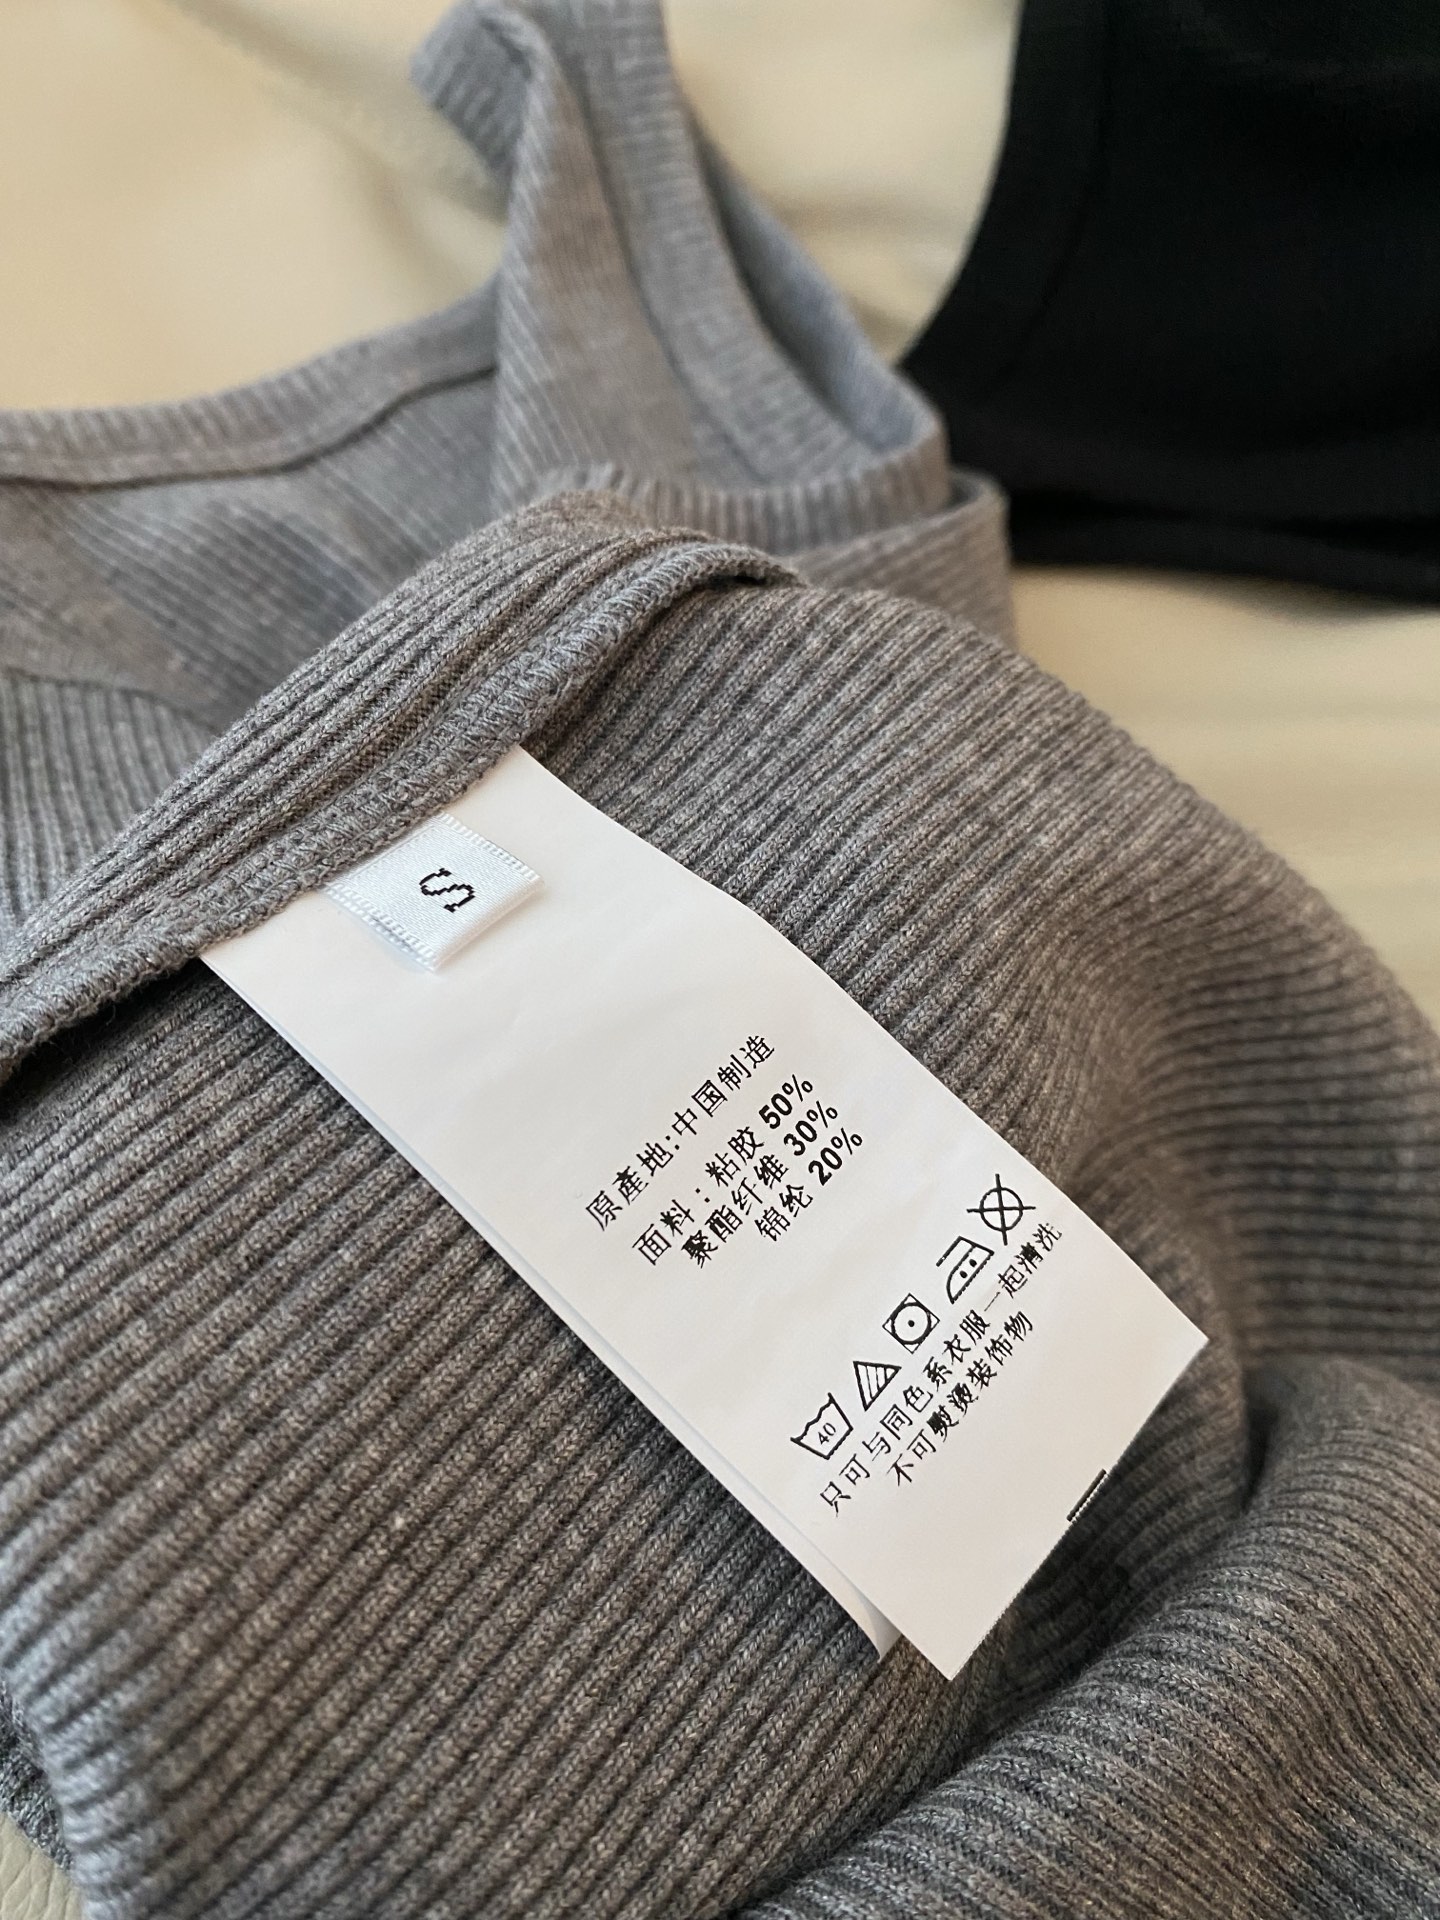 S
原產地:中国制造
面料：粘胶 50%
聚酯纤维 30%
锦纶 20%
40
只可与同色系衣服一起清洗
不可熨烫装饰物